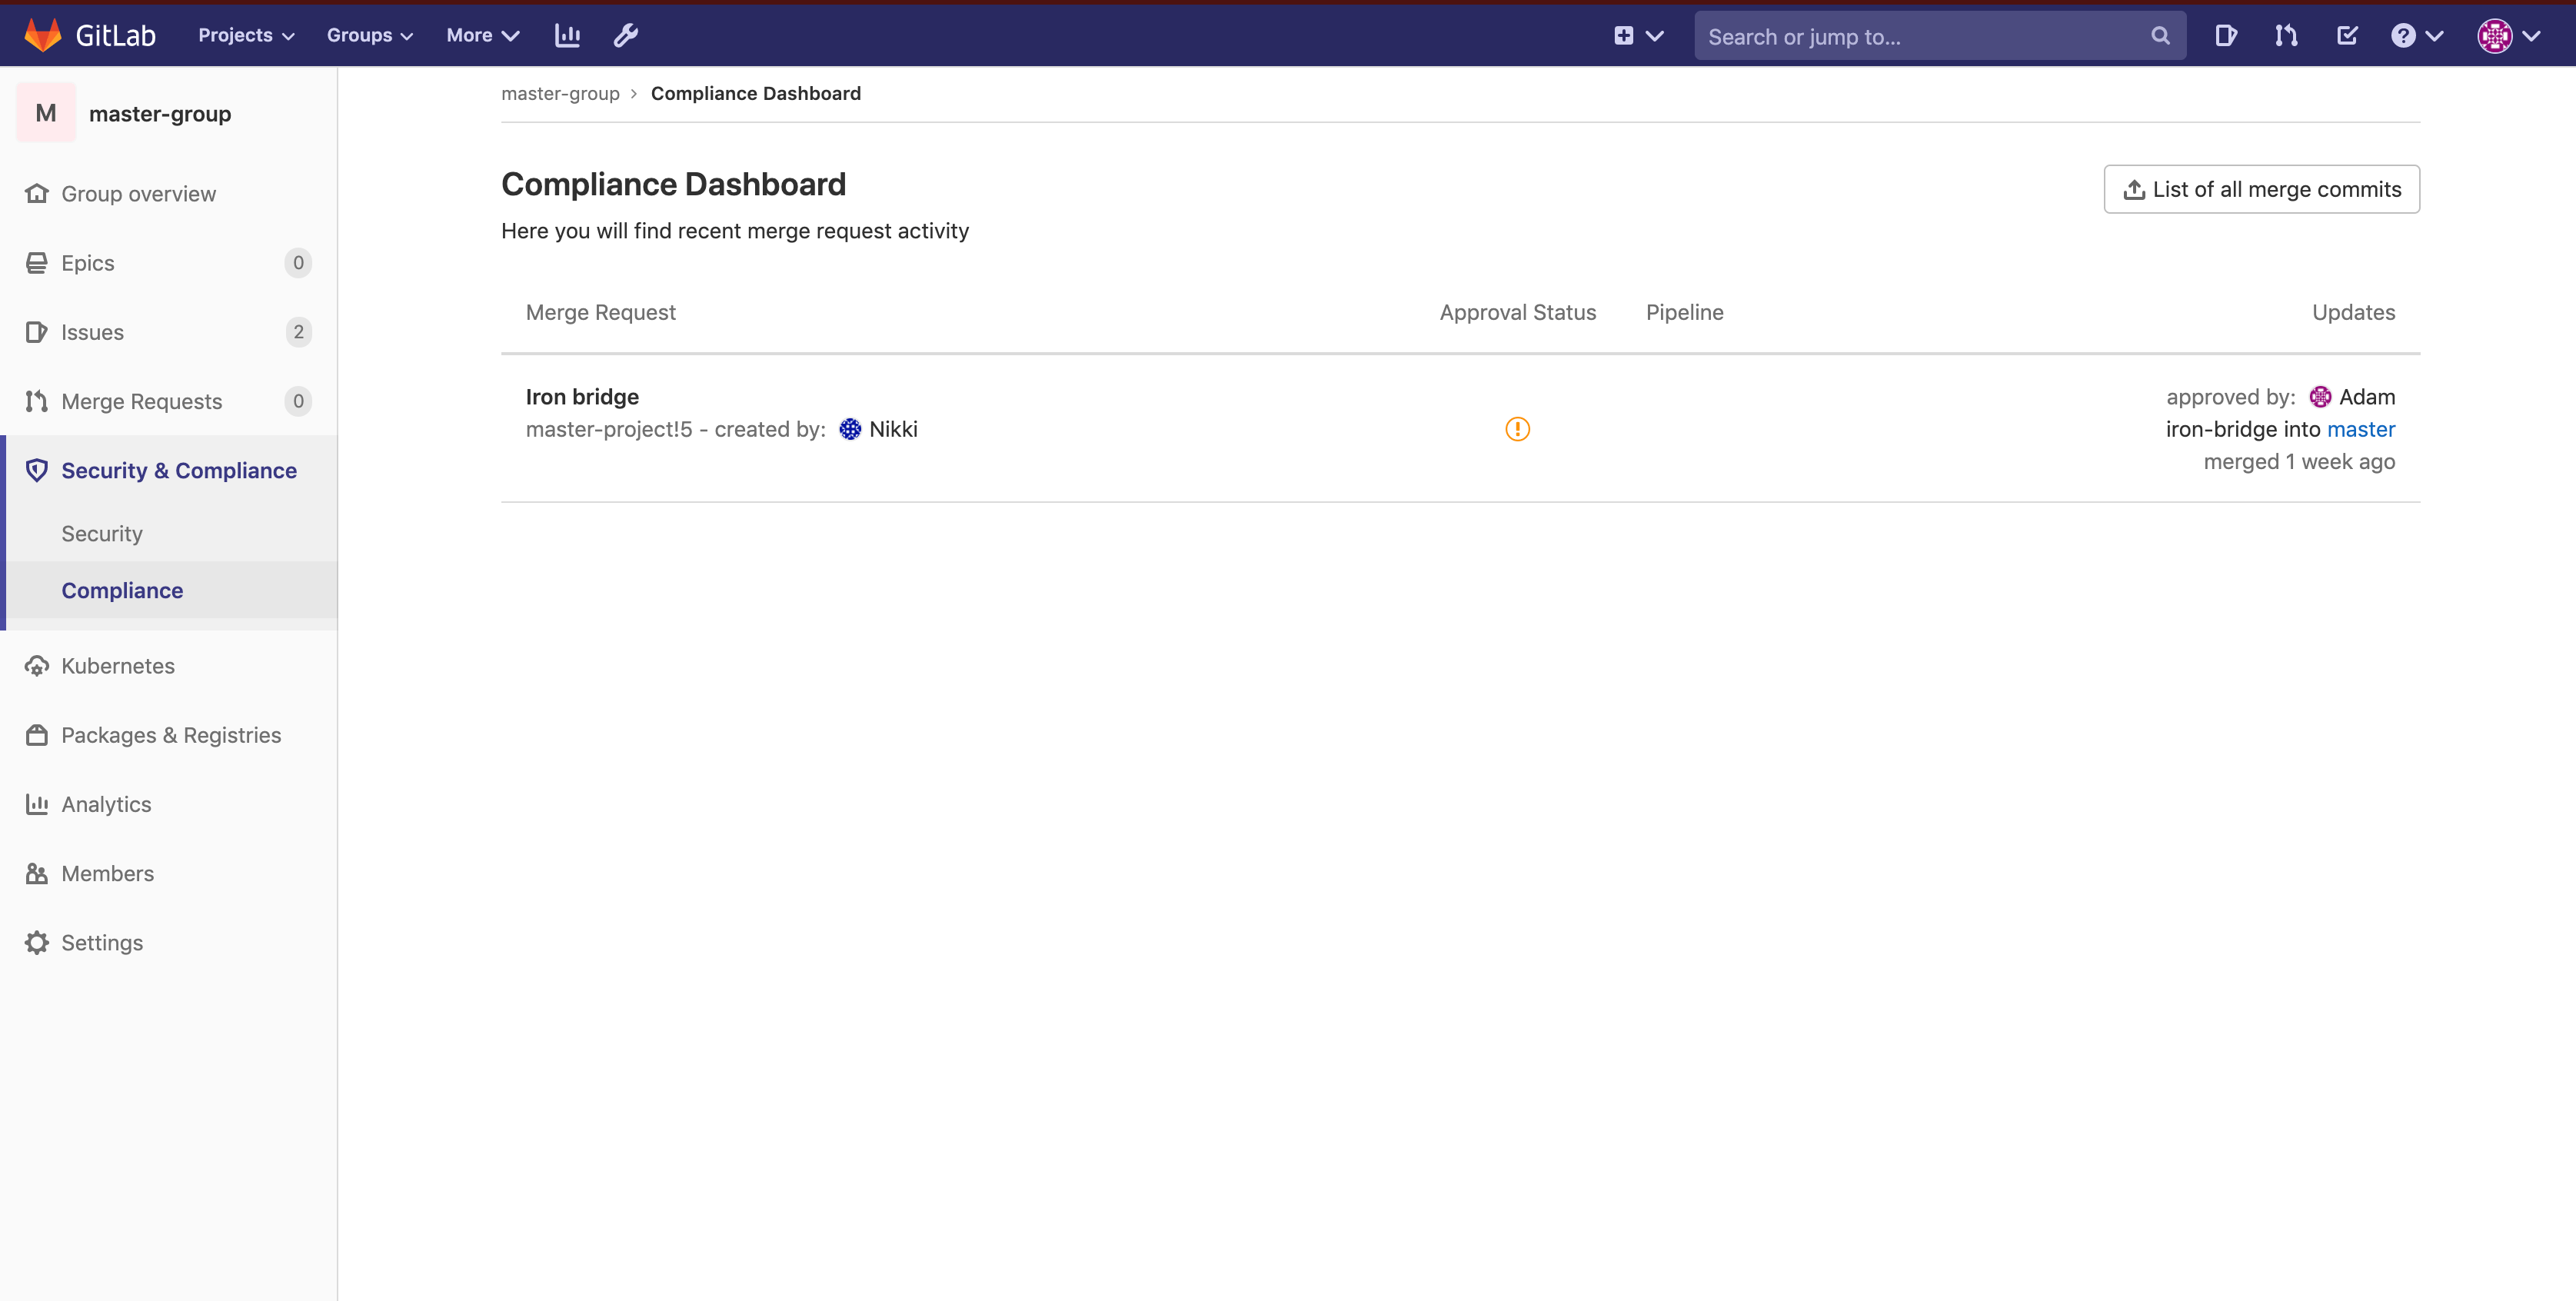 GitLab Projects Groups More Search or jump to...
M master-group
Group overview
Epics 0
Issues 2
Merge Requests 0
Security & Compliance
Security
Compliance
Kubernetes
Packages & Registries
Analytics
Members
Settings
master-group › Compliance Dashboard
Compliance Dashboard
List of all merge commits
Here you will find recent merge request activity
Merge Request Approval Status Pipeline Updates
Iron bridge
master-project!5 - created by: Nikki
approved by: Adam
iron-bridge into master
merged 1 week ago